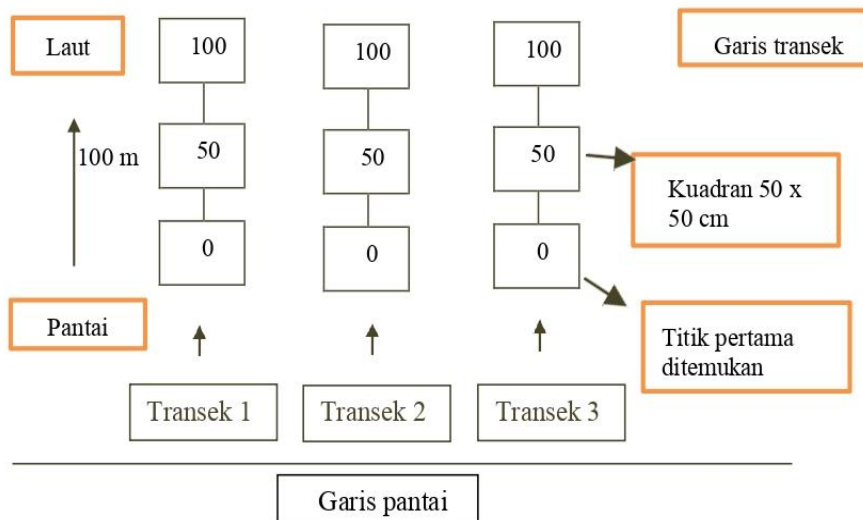 Laut
100
100
100
Garis transek
100 m
50
50
50
Kuadran 50 x
50 cm
0
0
0
Pantai
Titik pertama
ditemukan
Transek 1
Transek 2
Transek 3
Garis pantai